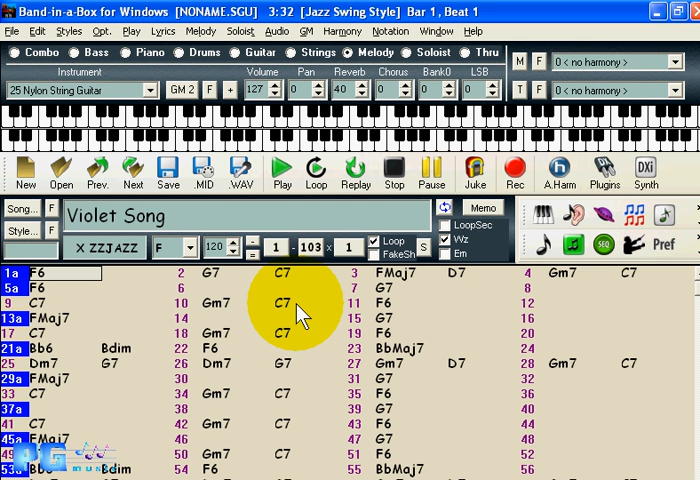 Band-in-a-Box for Windows [NONAME.SGU] 3:32 [Jazz Swing Style] Bar 1, Beat 1
File Edit Styles Opt. Play Lyrics Melody Soloist Audio GM Harmony Notation Window Help
Combo Bass Piano Drums Guitar Strings Melody Soloist Thru M F 0 < no harmony >
Instrument Volume Pan Reverb Chorus Bank0 LSB
25 Nylon String Guitar GM 2 F + 127 0 40 0 0 0 T F 0 < no harmony >
New Open Prev. Next Save .MID .WAV Play Loop Replay Stop Pause Juke Rec A.Harm Plugins Synth
DXi
Song... F Violet Song Memo
LoopSec
Style... F X ZZJAZZ F 120 - = 1 - 103 x 1 Loop S Wz
FakeSh Em SEQ Pref
1a F6 2 G7 C7 3 FMaj7 D7 4 Gm7 C7
5a F6 6 7 G7 8
9 C7 10 Gm7 C7 11 F6 12
13a FMaj7 14 15 G7 16
17 C7 18 Gm7 C7 19 F6 20
21a Bb6 Bdim 22 F6 23 BbMaj7 24
25 Dm7 G7 26 Dm7 G7 27 Gm7 D7 28 Gm7 C7
29a FMaj7 30 31 G7 32
33 C7 34 Gm7 C7 35 F6 36
37a 38 39 G7 40
41 C7 42 Gm7 C7 43 F6 44
45a FMaj7 46 47 G7 48
C7 50 Gm7 C7 51 F6 52
53a Bb6 Bdim 54 F6 55 BbMaj7 56
PG music